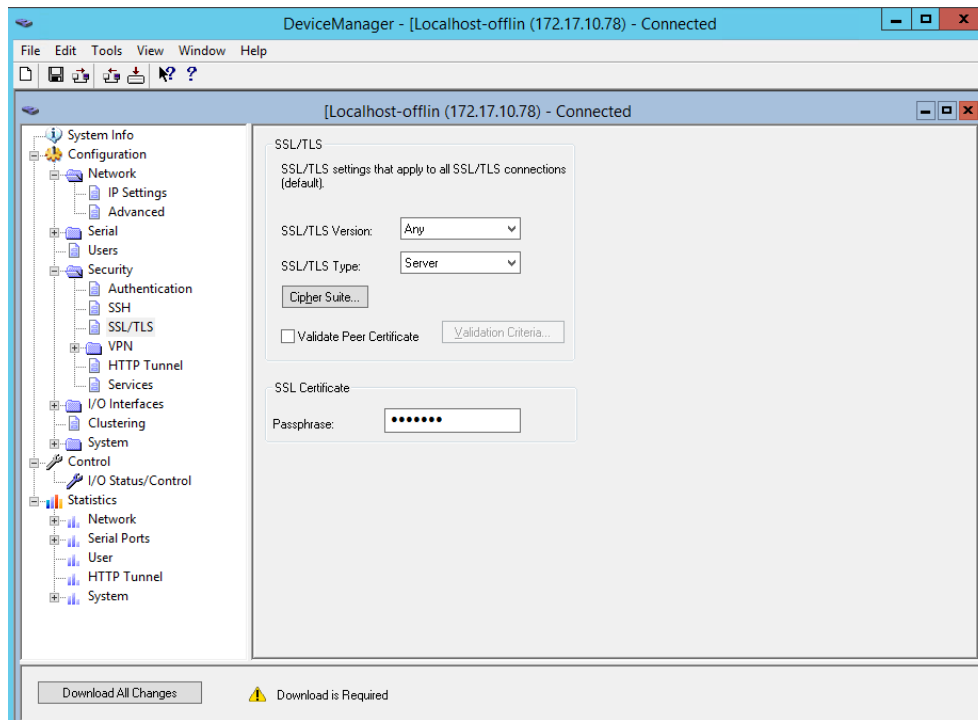 DeviceManager - [Localhost-offlin (172.17.10.78) - Connected
File Edit Tools View Window Help
[Localhost-offlin (172.17.10.78) - Connected
System Info
Configuration
Network
IP Settings
Advanced
Serial
Users
Security
Authentication
SSH
SSL/TLS
VPN
HTTP Tunnel
Services
I/O Interfaces
Clustering
System
Control
I/O Status/Control
Statistics
Network
Serial Ports
User
HTTP Tunnel
System
SSL/TLS
SSL/TLS settings that apply to all SSL/TLS connections
(default).
SSL/TLS Version: Any
SSL/TLS Type: Server
Cipher Suite...
Validate Peer Certificate Validation Criteria...
SSL Certificate
Passphrase: •••••••
Download All Changes Download is Required